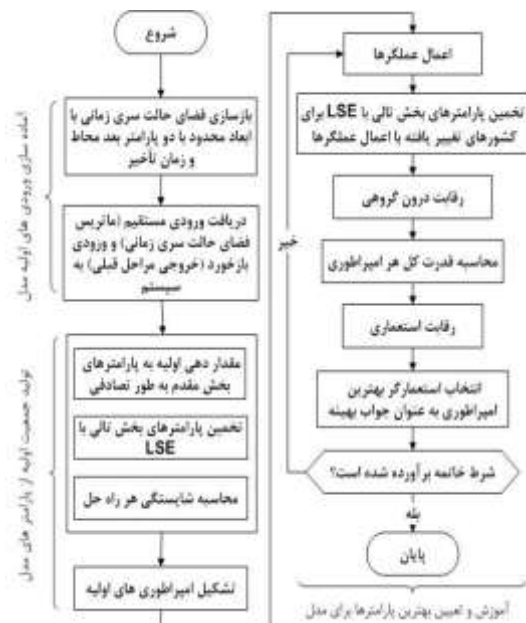 شروع
بازسازی فضای حالت سری زمانی با
ابعاد محدود با دو پارامتر بعد محاط
و زمان تأخیر
دریافت ورودی مستقیم (ماتریس
فضای حالت سری زمانی) و ورودی
بازخورد (خروجی مراحل قبلی) به
سیستم
آماده سازی ورودی های اولیه مدل
مقدار دهی اولیه به پارامترهای
بخش مقدم به طور تصادفی
تخمین پارامترهای بخش تالی با
LSE
محاسبه شایستگی هر راه حل
تشکیل امپراطوری های اولیه
تولید جمعیت اولیه از پارامتر های مدل
اعمال عملگرها
تخمین پارامترهای بخش تالی با LSE برای
کشورهای تغییر یافته با اعمال عملگرها
رقابت درون گروهی
محاسبه قدرت کل هر امپراطوری
رقابت استعماری
انتخاب استعمارگر بهترین
امپراطوری به عنوان جواب بهینه
شرط خاتمه برآورده شده است؟
خیر
بله
پایان
آموزش و تعیین بهترین پارامترها برای مدل